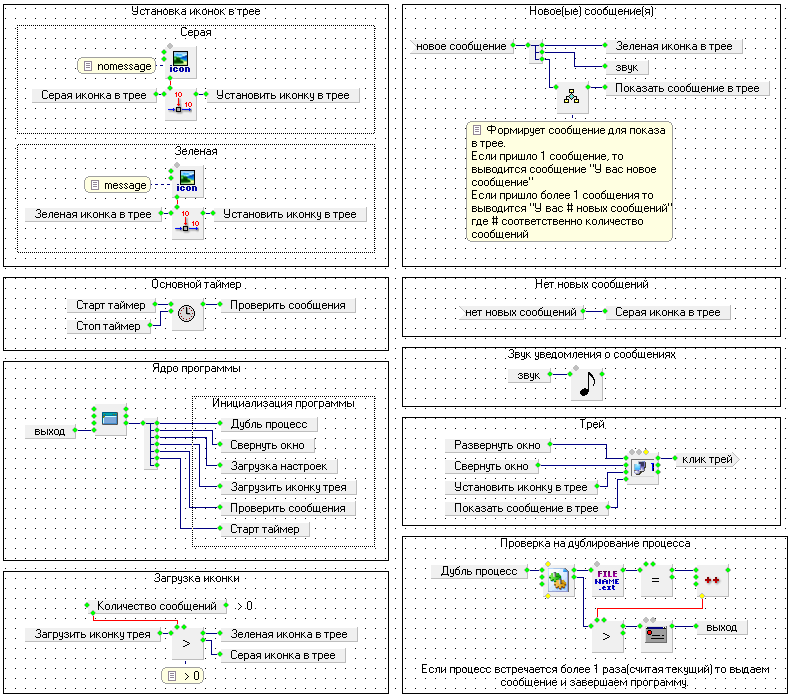 Установка иконок в трее
Серая
nomessage
icon
Серая иконка в трее
10
10
Установить иконку в трее
Зеленая
message
icon
Зеленая иконка в трее
10
10
Установить иконку в трее
Основной таймер
Старт таймер
Стоп таймер
Проверить сообщения
Ядро программы
выход
Инициализация программы
Дубль процесс
Свернуть окно
Загрузка настроек
Загрузить иконку трея
Проверить сообщения
Старт таймер
Загрузка иконки
Количество сообщений
> 0
Загрузить иконку трея
>
Зеленая иконка в трее
Серая иконка в трее
> 0
Новое(ые) сообщение(я)
новое сообщение
Зеленая иконка в трее
звук
Показать сообщение в трее
Формирует сообщение для показа
в трее.
Если пришло 1 сообщение, то
выводится сообщение "У вас новое
сообщение"
Если пришло более 1 сообщения то
выводится "У вас # новых сообщений"
где # соответственно количество
сообщений
Нет новых сообщений
нет новых сообщений
Серая иконка в трее
Звук уведомления о сообщениях
звук
Трей
Развернуть окно
Свернуть окно
Установить иконку в трее
Показать сообщение в трее
1
клик трей
Проверка на дублирование процесса
Дубль процесс
FILE
NAME
.ext
=
++
>
выход
Если процесс встречается более 1 раза(считая текущий) то выдаем
сообщение и завершаем программу.